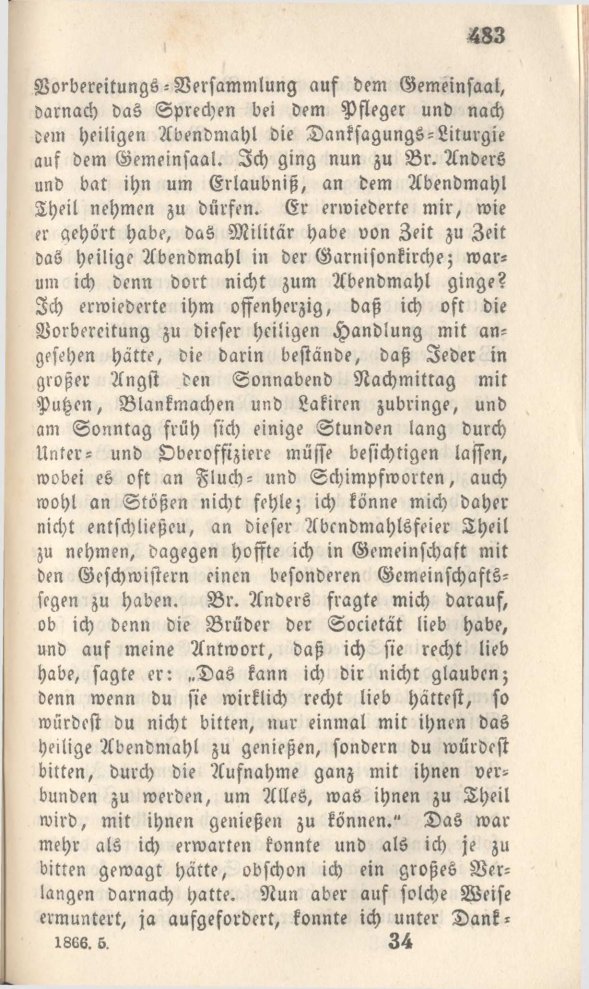 483
Vorbereitungs-Versammlung auf dem Gemeinsaal,
darnach das Sprechen bei dem Pfleger und nach
dem heiligen Abendmahl die Danksagungs-Liturgie
auf dem Gemeinsaal. Ich ging nun zu Br. Anders
und bat ihn um Erlaubniß, an dem Abendmahl
Theil nehmen zu dürfen. Er erwiederte mir, wie
er gehört habe, das Militär habe von Zeit zu Zeit
das heilige Abendmahl in der Garnisonkirche; war-
um ich denn dort nicht zum Abendmahl ginge?
Ich erwiederte ihm offenherzig, daß ich oft die
Vorbereitung zu dieser heiligen Handlung mit an-
gesehen hätte, die darin bestände, daß Jeder in
großer Angst den Sonnabend Nachmittag mit
Putzen, Blankmachen und Lakiren zubringe, und
am Sonntag früh sich einige Stunden lang durch
Unter- und Oberoffiziere müsse besichtigen lassen,
wobei es oft an Fluch- und Schimpfworten, auch
wohl an Stößen nicht fehle; ich könne mich daher
nicht entschließeu, an dieser Abendmahlsfeier Theil
zu nehmen, dagegen hoffte ich in Gemeinschaft mit
den Geschwistern einen besonderen Gemeinschafts-
segen zu haben. Br. Anders fragte mich darauf,
ob ich denn die Brüder der Societät lieb habe,
und auf meine Antwort, daß ich sie recht lieb
habe, sagte er: „Das kann ich dir nicht glauben;
denn wenn du sie wirklich recht lieb hättest, so
würdest du nicht bitten, nur einmal mit ihnen das
heilige Abendmahl zu genießen, sondern du würdest
bitten, durch die Aufnahme ganz mit ihnen ver-
bunden zu werden, um Alles, was ihnen zu Theil
wird, mit ihnen genießen zu können.“ Das war
mehr als ich erwarten konnte und als ich je zu
bitten gewagt hätte, obschon ich ein großes Ver-
langen darnach hatte. Nun aber auf solche Weise
ermuntert, ja aufgefordert, konnte ich unter Dank-
1866. 5. 34